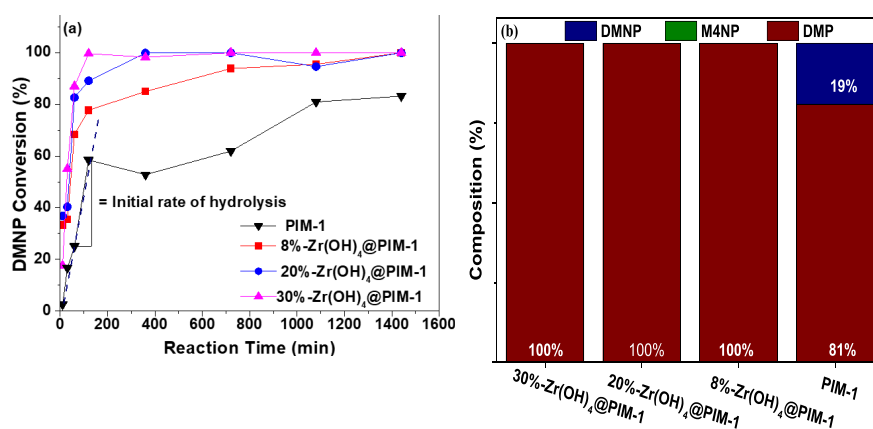 (a)
100
80
60
40
20
0
DMNP Conversion (%)
= Initial rate of hydrolysis
PIM-1
8%-Zr(OH)₄@PIM-1
20%-Zr(OH)₄@PIM-1
30%-Zr(OH)₄@PIM-1
0 200 400 600 800 1000 1200 1400 1600
Reaction Time (min)
(b)
DMNP M4NP DMP
Composition (%)
19%
100% 100% 100% 81%
30%-Zr(OH)₄@PIM-1
20%-Zr(OH)₄@PIM-1
8%-Zr(OH)₄@PIM-1
PIM-1